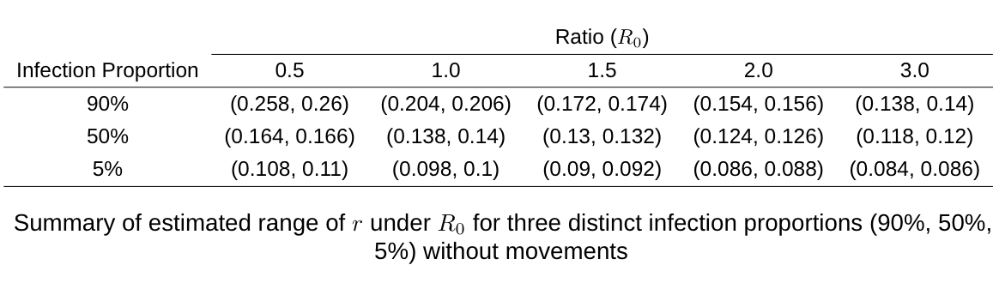 Ratio (R₀)
Infection Proportion 0.5 1.0 1.5 2.0 3.0
90% (0.258, 0.26) (0.204, 0.206) (0.172, 0.174) (0.154, 0.156) (0.138, 0.14)
50% (0.164, 0.166) (0.138, 0.14) (0.13, 0.132) (0.124, 0.126) (0.118, 0.12)
5% (0.108, 0.11) (0.098, 0.1) (0.09, 0.092) (0.086, 0.088) (0.084, 0.086)
Summary of estimated range of r under R₀ for three distinct infection proportions (90%, 50%,
5%) without movements